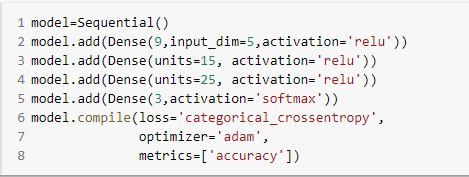 1 model=Sequential()
2 model.add(Dense(9,input_dim=5,activation='relu'))
3 model.add(Dense(units=15, activation='relu'))
4 model.add(Dense(units=25, activation='relu'))
5 model.add(Dense(3,activation='softmax'))
6 model.compile(loss='categorical_crossentropy',
7               optimizer='adam',
8               metrics=['accuracy'])